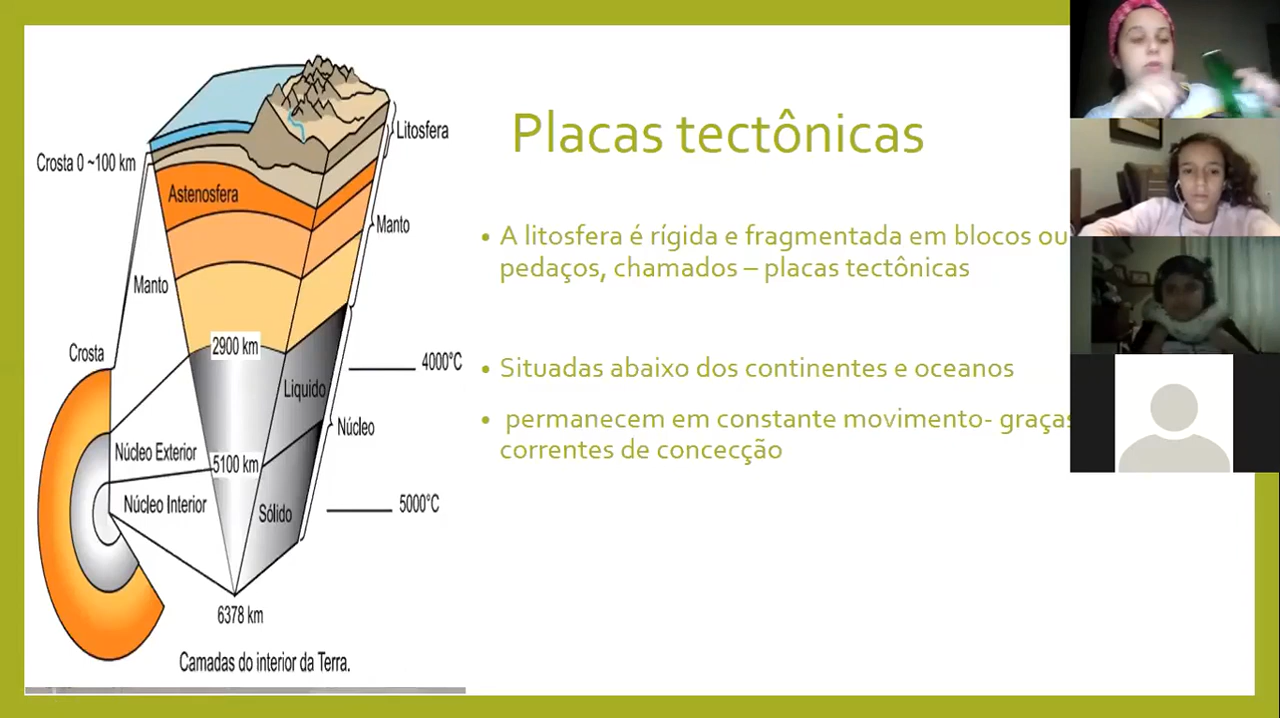 Placas tectônicas
• A litosfera é rígida e fragmentada em blocos ou
pedaços, chamados – placas tectônicas
• Situadas abaixo dos continentes e oceanos
• permanecem em constante movimento- graças
correntes de concecção
Litosfera
Crosta 0 ~100 km
Astenosfera
Manto
Manto
2900 km
Crosta
4000°C
Liquido
Núcleo
Núcleo Exterior
5100 km
Núcleo Interior
Sólido
5000°C
6378 km
Camadas do interior da Terra.